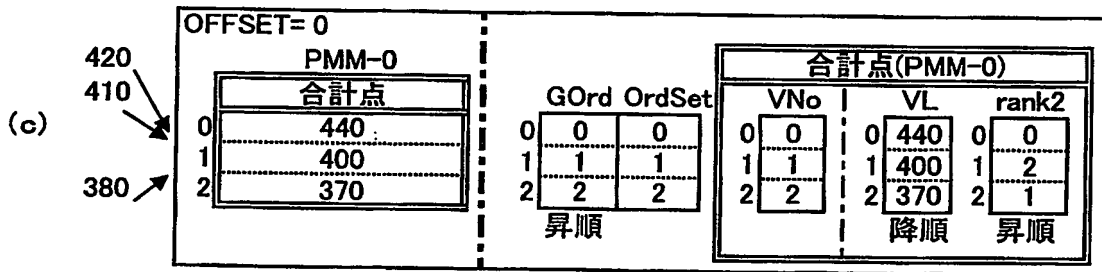 OFFSET= 0
420
410
380
(c)
PMM-0
合計点
0 440
1 400
2 370
GOrd OrdSet
0 0 0
1 1 1
2 2 2
昇順
合計点(PMM-0)
VNo VL rank2
0 0 0 440 0 0
1 1 1 400 1 2
2 2 2 370 2 1
降順 昇順